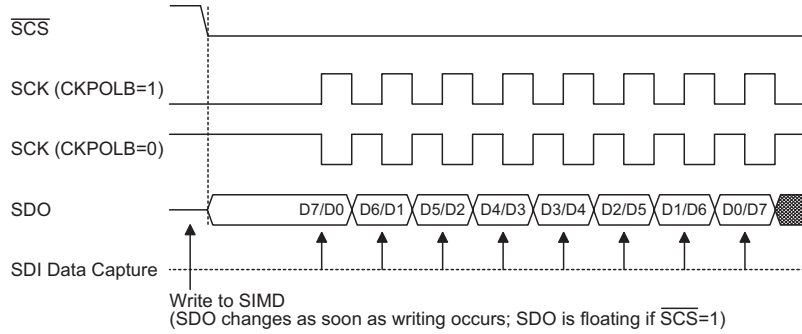 SCS
SCK (CKPOLB=1)
SCK (CKPOLB=0)
SDO
D7/D0 D6/D1 D5/D2 D4/D3 D3/D4 D2/D5 D1/D6 D0/D7
SDI Data Capture
Write to SIMD
(SDO changes as soon as writing occurs; SDO is floating if SCS=1)